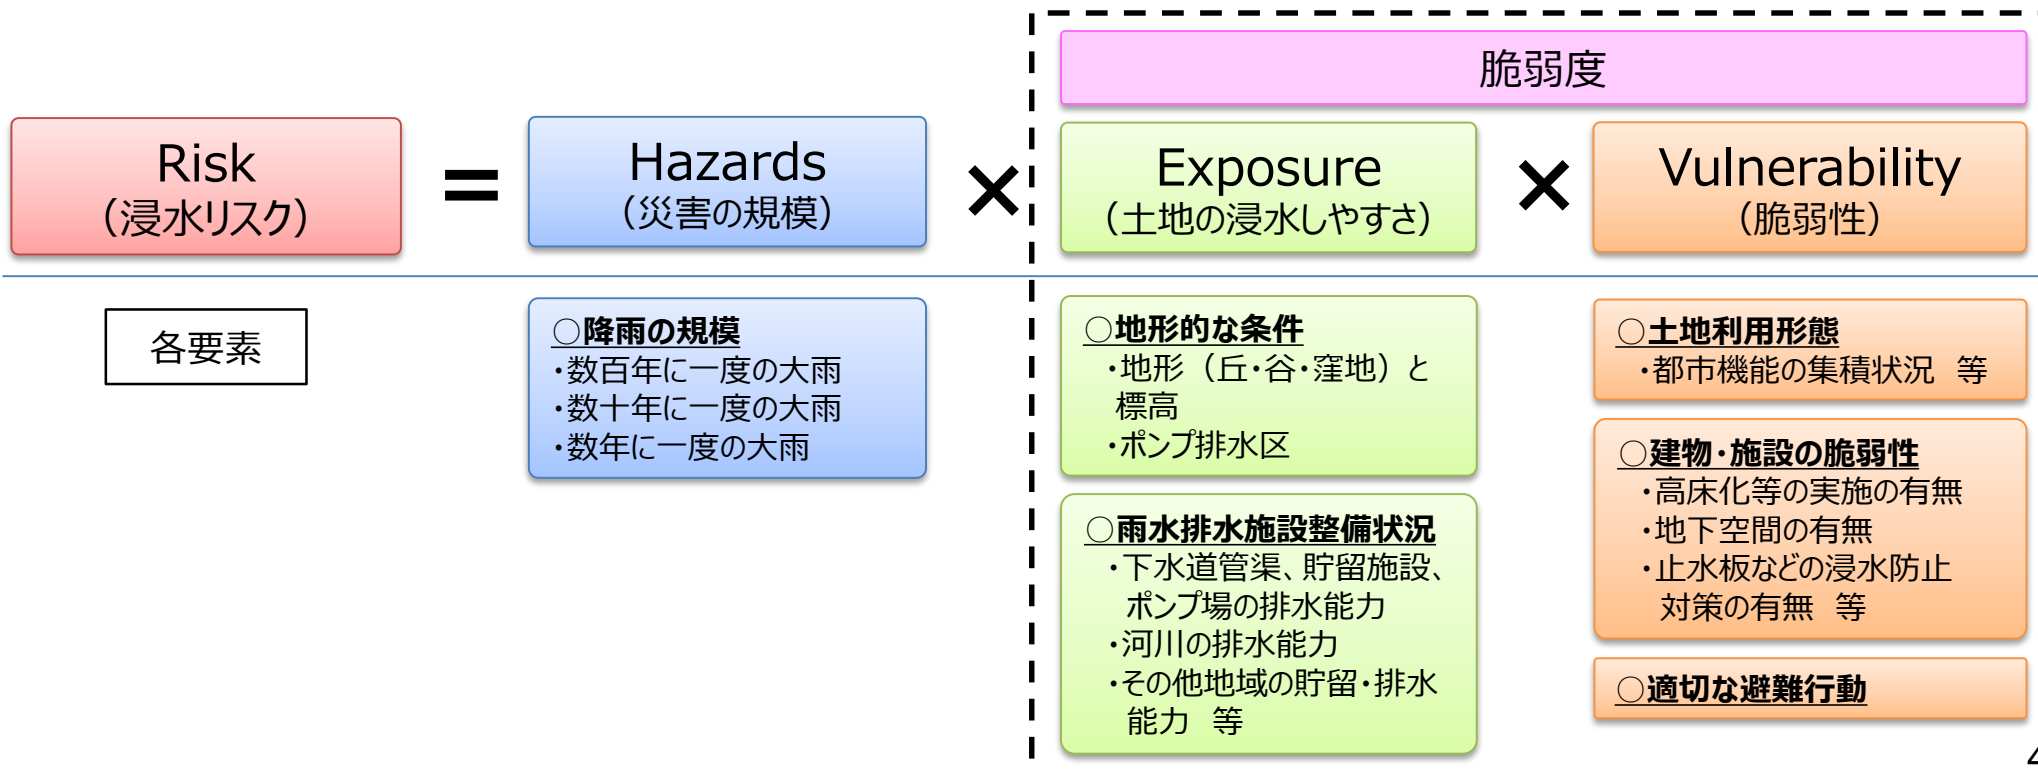 脆弱度
Risk
（浸水リスク）
＝
Hazards
（災害の規模）
×
Exposure
（土地の浸水しやすさ）
×
Vulnerability
（脆弱性）
各要素
○降雨の規模
・数百年に一度の大雨
・数十年に一度の大雨
・数年に一度の大雨
○地形的な条件
・地形（丘・谷・窪地）と
標高
・ポンプ排水区
○雨水排水施設整備状況
・下水道管渠、貯留施設、
ポンプ場の排水能力
・河川の排水能力
・その他地域の貯留・排水
能力 等
○土地利用形態
・都市機能の集積状況 等
○建物・施設の脆弱性
・高床化等の実施の有無
・地下空間の有無
・止水板などの浸水防止
対策の有無 等
○適切な避難行動